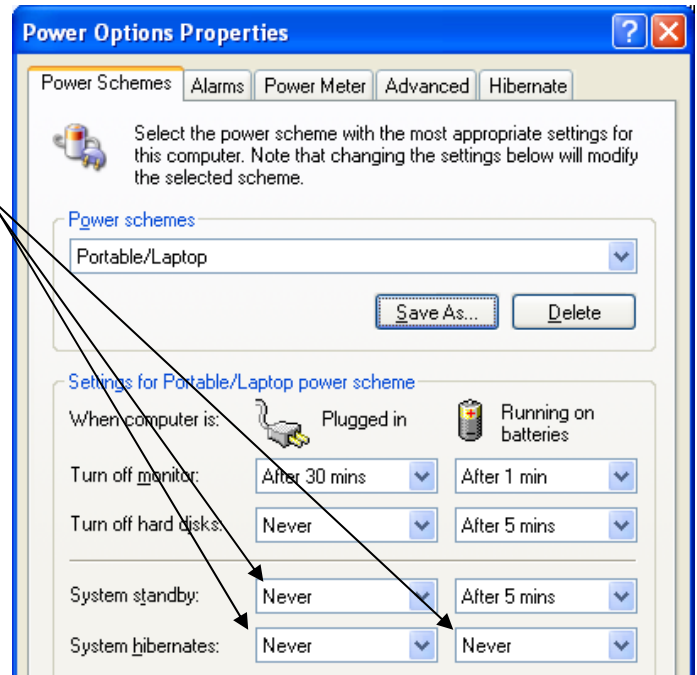 Power Options Properties
Power Schemes Alarms Power Meter Advanced Hibernate
Select the power scheme with the most appropriate settings for
this computer. Note that changing the settings below will modify
the selected scheme.
Power schemes
Portable/Laptop
Save As... Delete
Settings for Portable/Laptop power scheme
When computer is: Plugged in Running on
batteries
Turn off monitor: After 30 mins After 1 min
Turn off hard disks: Never After 5 mins
System standby: Never After 5 mins
System hibernates: Never Never